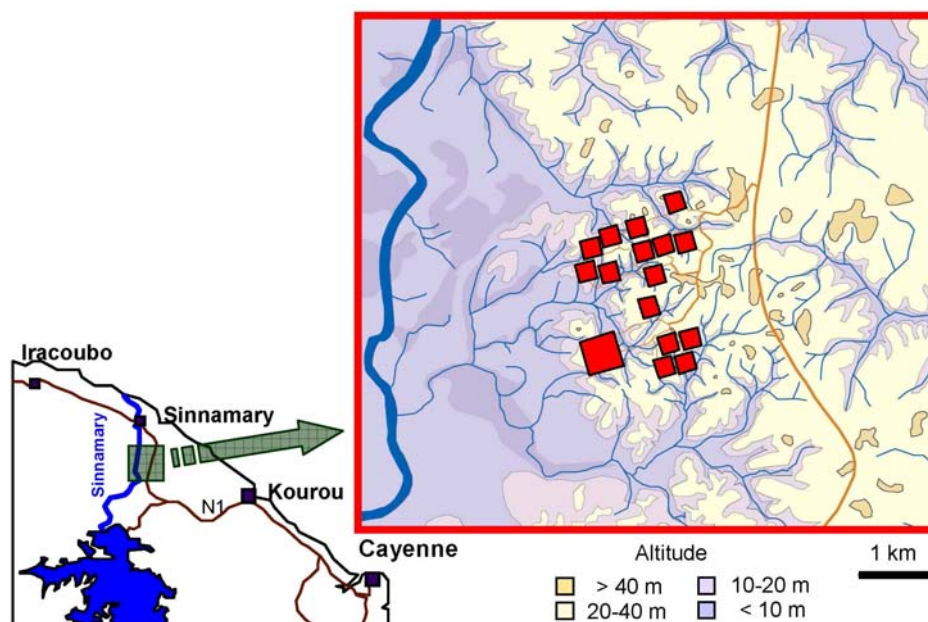 Iracoubo
Sinnamary
Sinnamary
Kourou
N1
Cayenne
Altitude
1 km
> 40 m
10-20 m
20-40 m
< 10 m